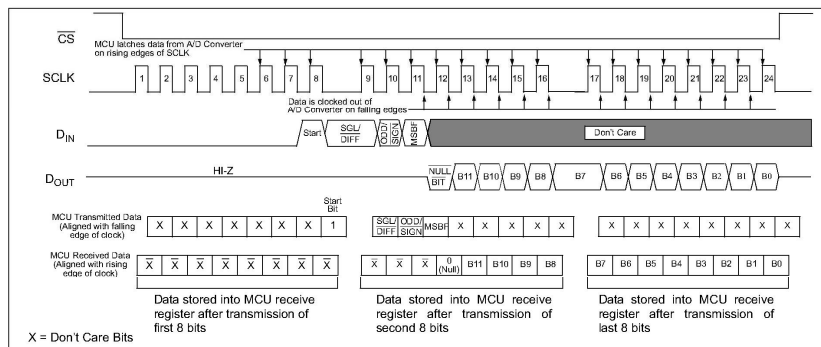 CS
MCU latches data from A/D Converter
on rising edges of SCLK
SCLK
1 2 3 4 5 6 7 8 9 10 11 12 13 14 15 16 17 18 19 20 21 22 23 24
Data is clocked out of
A/D Converter on falling edges
DIN
Start SGL/DIFF ODD/SIGN MSBF Don't Care
HI-Z
DOUT
NULL BIT B11 B10 B9 B8 B7 B6 B5 B4 B3 B2 B1 B0
Start
Bit
MCU Transmitted Data
(Aligned with falling
edge of clock)
X X X X X X X 1 SGL/DIFF ODD/SIGN MSBF X X X X X X X X X X X X X
MCU Received Data
(Aligned with rising
edge of clock)
X X X X X X X X X X X 0 (Null) B11 B10 B9 B8 B7 B6 B5 B4 B3 B2 B1 B0
Data stored into MCU receive
register after transmission of
first 8 bits
Data stored into MCU receive
register after transmission of
second 8 bits
Data stored into MCU receive
register after transmission of
last 8 bits
X = Don't Care Bits